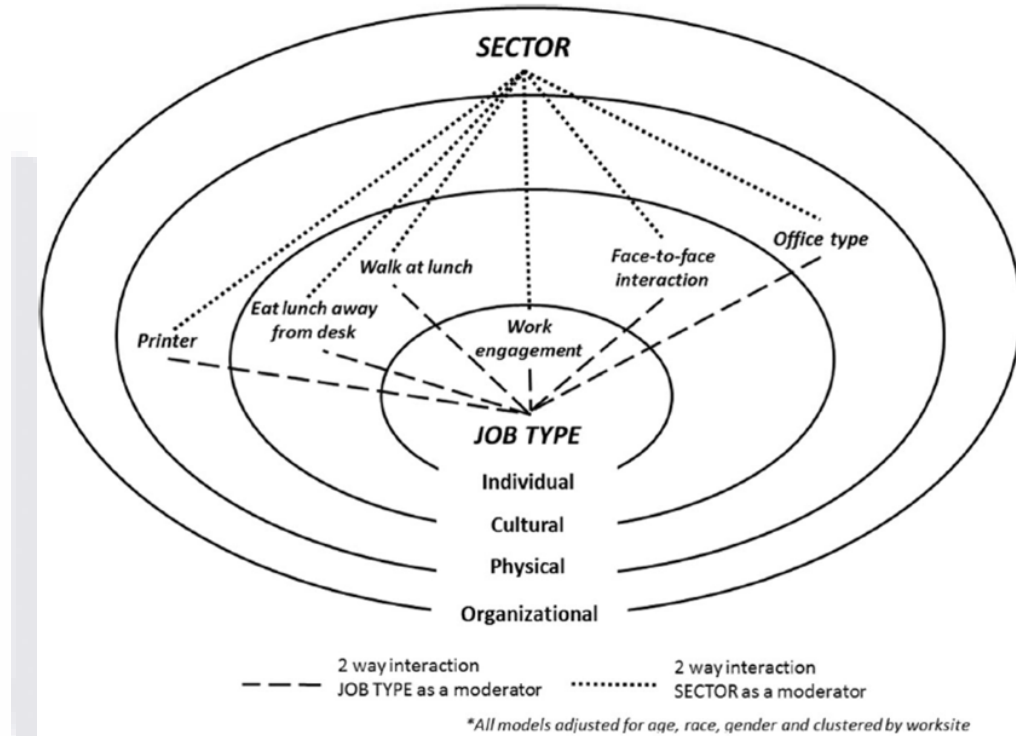 SECTOR
Office type
Face-to-face
interaction
Walk at lunch
Eat lunch away
from desk
Printer
Work
engagement
JOB TYPE
Individual
Cultural
Physical
Organizational
2 way interaction
JOB TYPE as a moderator
2 way interaction
SECTOR as a moderator
*All models adjusted for age, race, gender and clustered by worksite